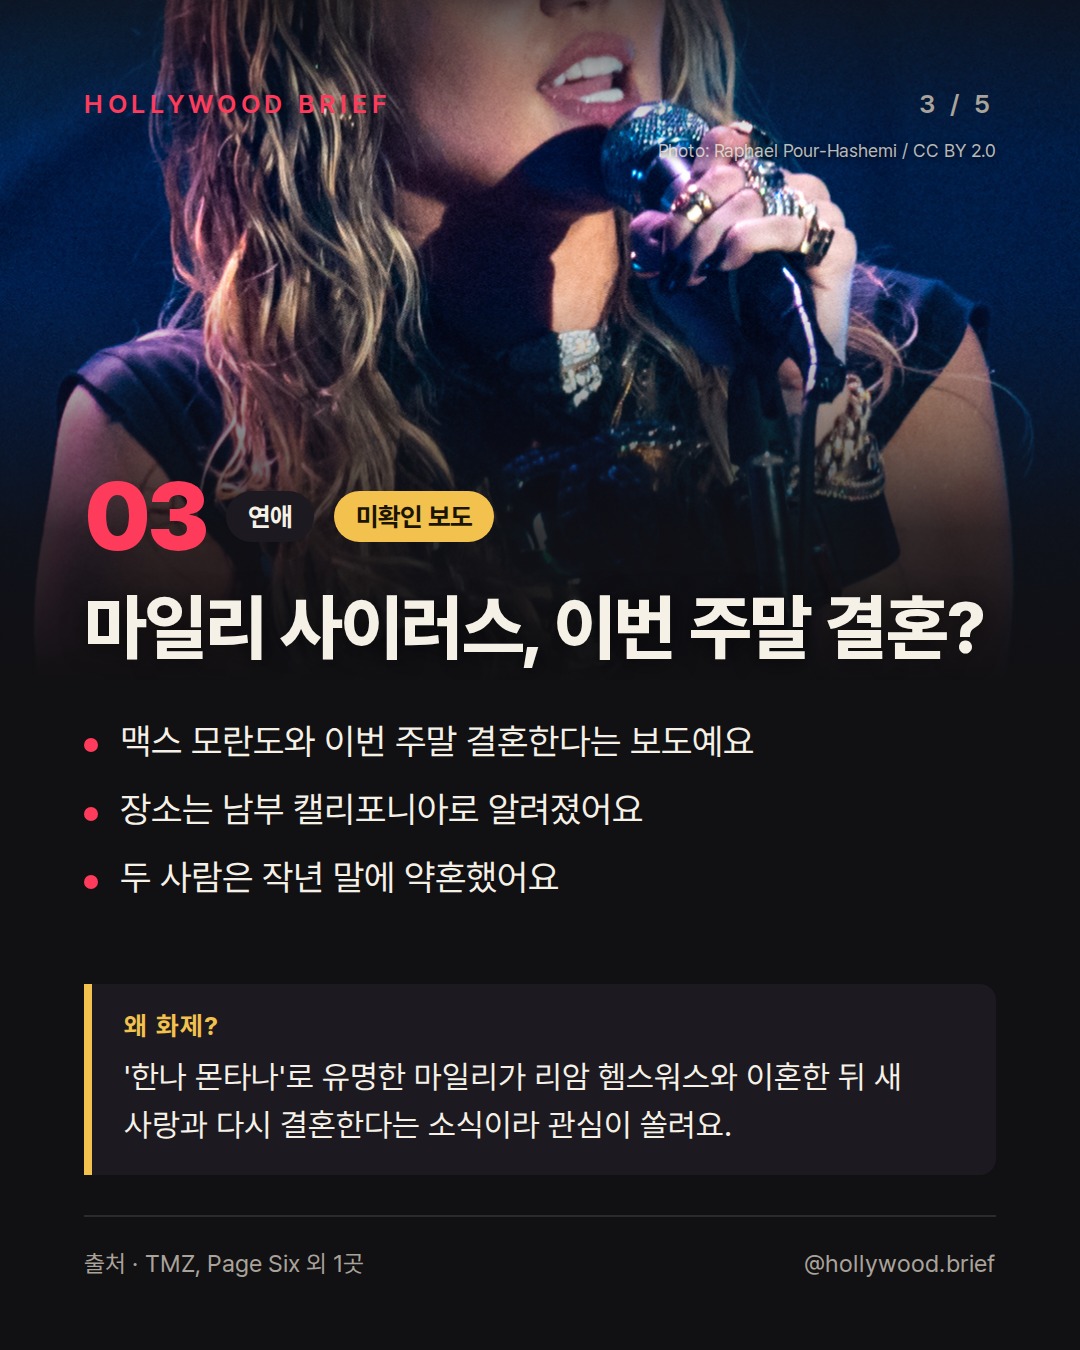 HOLLYWOOD BRIEF
3 / 5
Photo: Raphael Pour-Hashemi / CC BY 2.0
03
연애
미확인 보도
마일리 사이러스, 이번 주말 결혼?
맥스 모란도와 이번 주말 결혼한다는 보도예요
장소는 남부 캘리포니아로 알려졌어요
두 사람은 작년 말에 약혼했어요
왜 화제?
'한나 몬타나'로 유명한 마일리가 리암 헴스워스와 이혼한 뒤 새
사랑과 다시 결혼한다는 소식이라 관심이 쏠려요.
출처 · TMZ, Page Six 외 1곳
@hollywood.brief